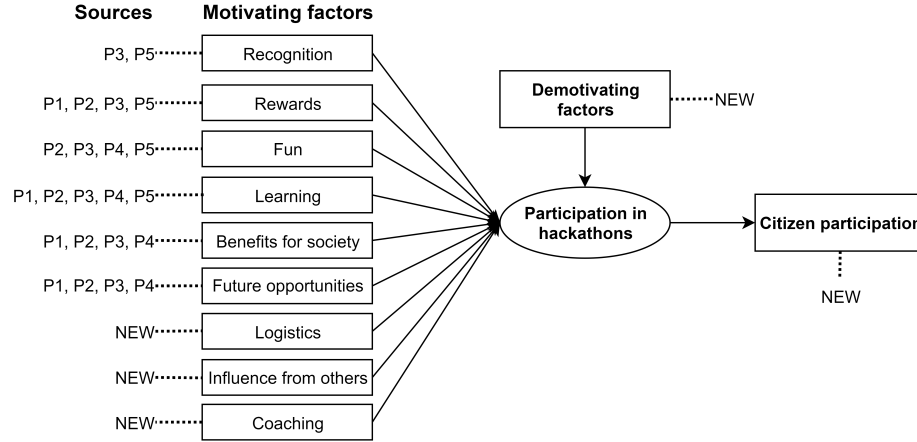 Sources Motivating factors
P3, P5 Recognition
P1, P2, P3, P5 Rewards
P2, P3, P4, P5 Fun
P1, P2, P3, P4, P5 Learning
P1, P2, P3, P4 Benefits for society
P1, P2, P3, P4 Future opportunities
NEW Logistics
NEW Influence from others
NEW Coaching
Demotivating
factors
NEW
Participation in
hackathons
Citizen participation
NEW